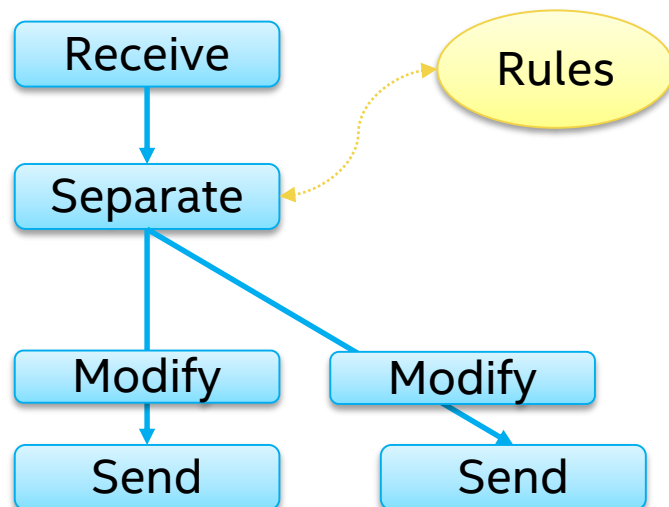 Receive
Rules
Separate
Modify
Modify
Send
Send